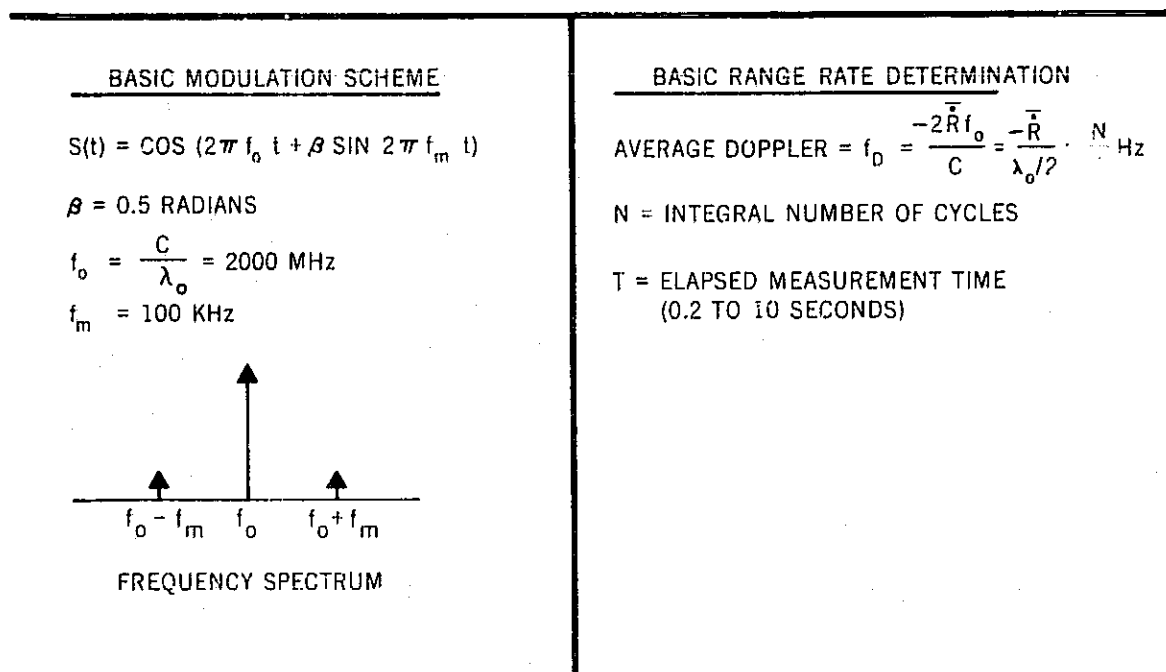 BASIC MODULATION SCHEME
S(t) = COS (2π f₀ t + β SIN 2π fₘ t)
β = 0.5 RADIANS
f₀ = C / λ₀ = 2000 MHz
fₘ = 100 KHz
f₀ − fₘ f₀ f₀ + fₘ
FREQUENCY SPECTRUM
BASIC RANGE RATE DETERMINATION
AVERAGE DOPPLER = f_D = −2Ṙ̄ f₀ / C = −Ṙ̄ / λ₀/2 · N Hz
N = INTEGRAL NUMBER OF CYCLES
T = ELAPSED MEASUREMENT TIME
(0.2 TO 10 SECONDS)